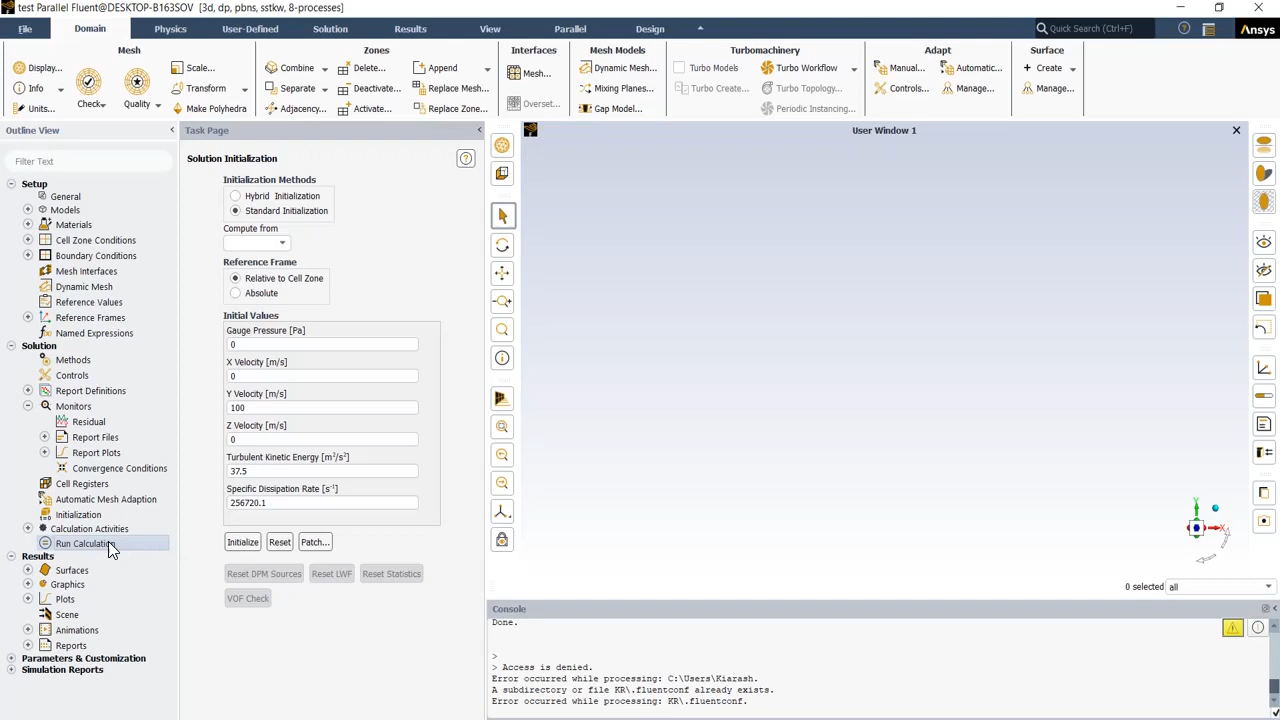 test Parallel Fluent@DESKTOP-B163SOV [3d, dp, pbns, sstkw, 8-processes]
File Domain Physics User-Defined Solution Results View Parallel Design Quick Search (Ctrl+F) Ansys
Mesh Zones Interfaces Mesh Models Turbomachinery Adapt Surface
Display... Scale... Combine Delete... Append Mesh... Dynamic Mesh... Turbo Models Turbo Workflow Manual... Automatic... Create
Info Check Quality Transform Separate Deactivate... Replace Mesh... Mixing Planes... Turbo Create... Turbo Topology... Controls... Manage... Manage...
Units... Make Polyhedra Adjacency... Activate... Replace Zone... Overset... Gap Model... Periodic Instancing...
Outline View
Filter Text
Setup
General
Models
Materials
Cell Zone Conditions
Boundary Conditions
Mesh Interfaces
Dynamic Mesh
Reference Values
Reference Frames
Named Expressions
Solution
Methods
Controls
Report Definitions
Monitors
Residual
Report Files
Report Plots
Convergence Conditions
Cell Registers
Automatic Mesh Adaption
Initialization
Calculation Activities
Run Calculation
Results
Surfaces
Graphics
Plots
Scene
Animations
Reports
Parameters & Customization
Simulation Reports
Task Page
Solution Initialization
Initialization Methods
Hybrid Initialization
Standard Initialization
Compute from
Reference Frame
Relative to Cell Zone
Absolute
Initial Values
Gauge Pressure [Pa]
0
X Velocity [m/s]
0
Y Velocity [m/s]
100
Z Velocity [m/s]
0
Turbulent Kinetic Energy [m²/s²]
37.5
Specific Dissipation Rate [s⁻¹]
256720.1
Initialize Reset Patch...
Reset DPM Sources Reset LWF Reset Statistics
VOF Check
User Window 1
Y
X
0 selected all
Console
Done.
>
> Access is denied.
Error occurred while processing: C:\Users\Kiarash.
A subdirectory or file KR\.fluentconf already exists.
Error occurred while processing: KR\.fluentconf.